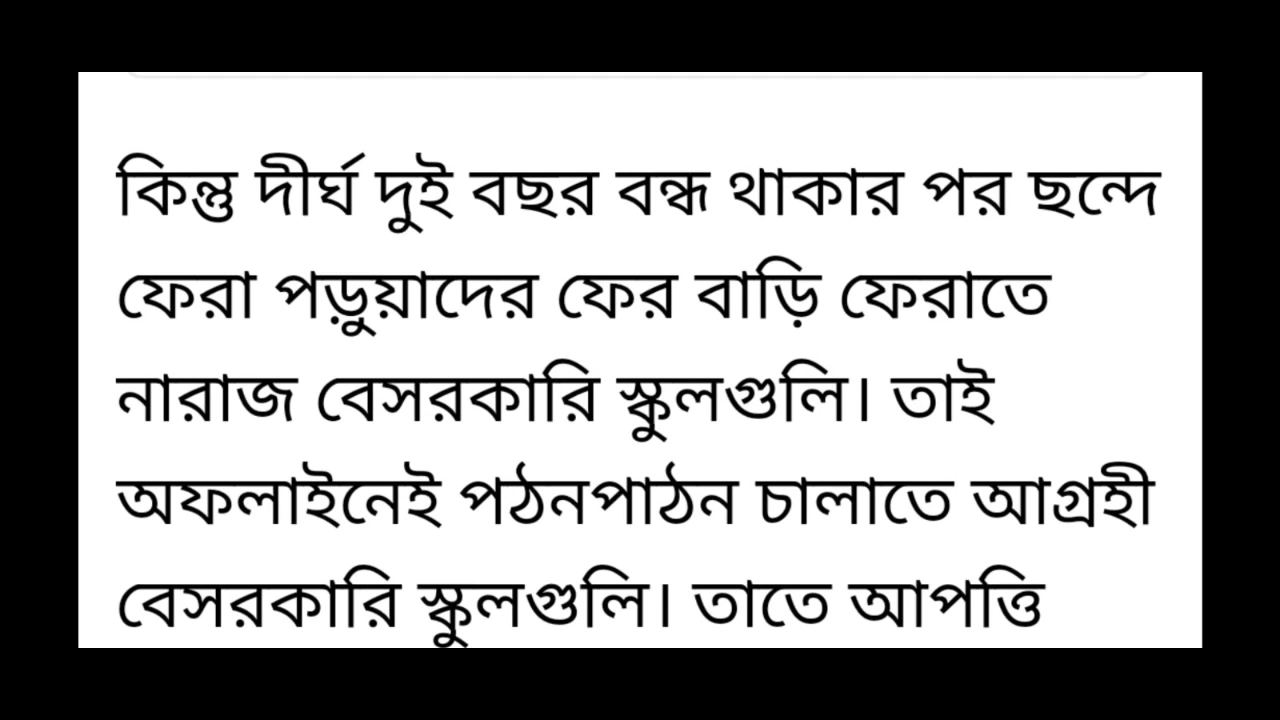 কিন্তু দীর্ঘ দুই বছর বন্ধ থাকার পর ছন্দে
ফেরা পড়ুয়াদের ফের বাড়ি ফেরাতে
নারাজ বেসরকারি স্কুলগুলি। তাই
অফলাইনেই পঠনপাঠন চালাতে আগ্রহী
বেসরকারি স্কুলগুলি। তাতে আপত্তি